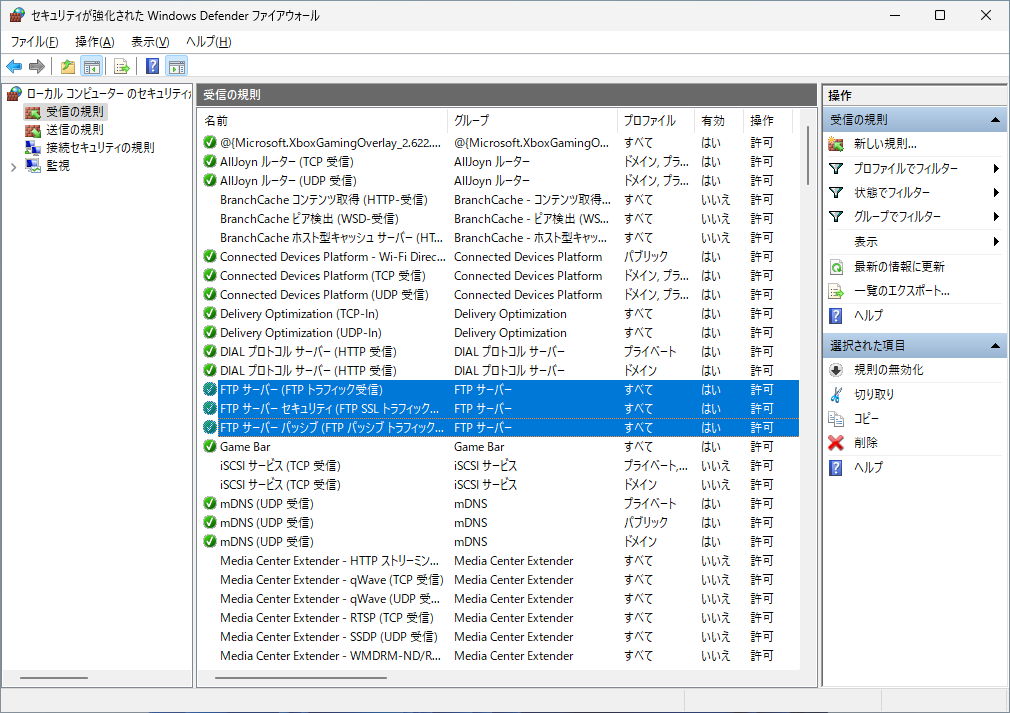 セキュリティが強化された Windows Defender ファイアウォール
ファイル(F) 操作(A) 表示(V) ヘルプ(H)
ローカル コンピューター のセキュリティが
受信の規則
送信の規則
接続セキュリティの規則
監視
受信の規則
名前 グループ プロファイル 有効 操作
@{Microsoft.XboxGamingOverlay_2.622.... @{Microsoft.XboxGamingO... すべて はい 許可
AllJoyn ルーター (TCP 受信) AllJoyn ルーター ドメイン, プラ... はい 許可
AllJoyn ルーター (UDP 受信) AllJoyn ルーター ドメイン, プラ... はい 許可
BranchCache コンテンツ取得 (HTTP-受信) BranchCache - コンテンツ取得... すべて いいえ 許可
BranchCache ピア検出 (WSD-受信) BranchCache - ピア検出 (WS... すべて いいえ 許可
BranchCache ホスト型キャッシュ サーバー (HT... BranchCache - ホスト型キャッ... すべて いいえ 許可
Connected Devices Platform - Wi-Fi Direc... Connected Devices Platform パブリック はい 許可
Connected Devices Platform (TCP 受信) Connected Devices Platform ドメイン, プラ... はい 許可
Connected Devices Platform (UDP 受信) Connected Devices Platform ドメイン, プラ... はい 許可
Delivery Optimization (TCP-In) Delivery Optimization すべて はい 許可
Delivery Optimization (UDP-In) Delivery Optimization すべて はい 許可
DIAL プロトコル サーバー (HTTP 受信) DIAL プロトコル サーバー プライベート はい 許可
DIAL プロトコル サーバー (HTTP 受信) DIAL プロトコル サーバー ドメイン はい 許可
FTP サーバー (FTP トラフィック受信) FTP サーバー すべて はい 許可
FTP サーバー セキュリティ (FTP SSL トラフィック... FTP サーバー すべて はい 許可
FTP サーバー パッシブ (FTP パッシブ トラフィック... FTP サーバー すべて はい 許可
Game Bar Game Bar すべて はい 許可
iSCSI サービス (TCP 受信) iSCSI サービス プライベート,... いいえ 許可
iSCSI サービス (TCP 受信) iSCSI サービス ドメイン いいえ 許可
mDNS (UDP 受信) mDNS プライベート はい 許可
mDNS (UDP 受信) mDNS パブリック はい 許可
mDNS (UDP 受信) mDNS ドメイン はい 許可
Media Center Extender - HTTP ストリーミン... Media Center Extender すべて いいえ 許可
Media Center Extender - qWave (TCP 受信) Media Center Extender すべて いいえ 許可
Media Center Extender - qWave (UDP 受... Media Center Extender すべて いいえ 許可
Media Center Extender - RTSP (TCP 受信) Media Center Extender すべて いいえ 許可
Media Center Extender - SSDP (UDP 受信) Media Center Extender すべて いいえ 許可
Media Center Extender - WMDRM-ND/R... Media Center Extender すべて いいえ 許可
操作
受信の規則
新しい規則...
プロファイルでフィルター
状態でフィルター
グループでフィルター
表示
最新の情報に更新
一覧のエクスポート...
ヘルプ
選択された項目
規則の無効化
切り取り
コピー
削除
ヘルプ